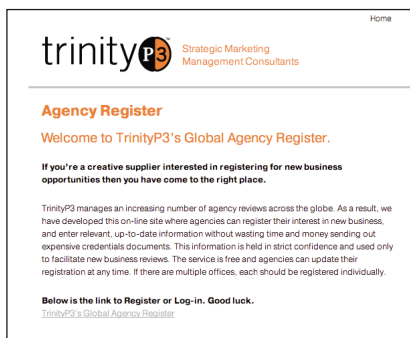 Home
trinityP3™
Strategic Marketing
Management Consultants
Agency Register
Welcome to TrinityP3's Global Agency Register.
If you're a creative supplier interested in registering for new business
opportunities then you have come to the right place.
TrinityP3 manages an increasing number of agency reviews across the globe. As a result, we
have developed this on-line site where agencies can register their interest in new business,
and enter relevant, up-to-date information without wasting time and money sending out
expensive credentials documents. This information is held in strict confidence and used only
to facilitate new business reviews. The service is free and agencies can update their
registration at any time. If there are multiple offices, each should be registered individually.
Below is the link to Register or Log-in. Good luck.
TrinityP3's Global Agency Register